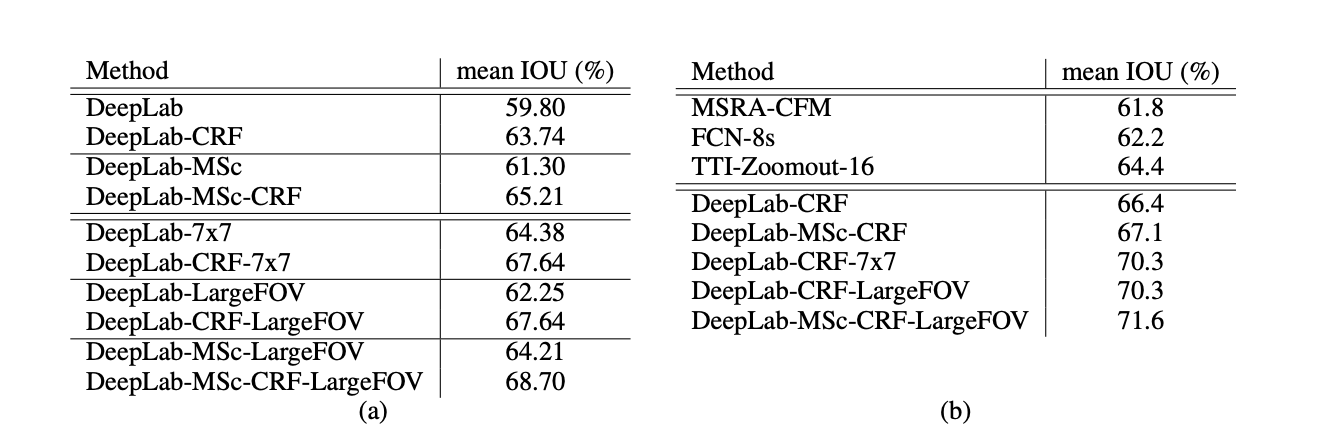 Method mean IOU (%)
DeepLab 59.80
DeepLab-CRF 63.74
DeepLab-MSc 61.30
DeepLab-MSc-CRF 65.21
DeepLab-7x7 64.38
DeepLab-CRF-7x7 67.64
DeepLab-LargeFOV 62.25
DeepLab-CRF-LargeFOV 67.64
DeepLab-MSc-LargeFOV 64.21
DeepLab-MSc-CRF-LargeFOV 68.70
(a)
Method mean IOU (%)
MSRA-CFM 61.8
FCN-8s 62.2
TTI-Zoomout-16 64.4
DeepLab-CRF 66.4
DeepLab-MSc-CRF 67.1
DeepLab-CRF-7x7 70.3
DeepLab-CRF-LargeFOV 70.3
DeepLab-MSc-CRF-LargeFOV 71.6
(b)